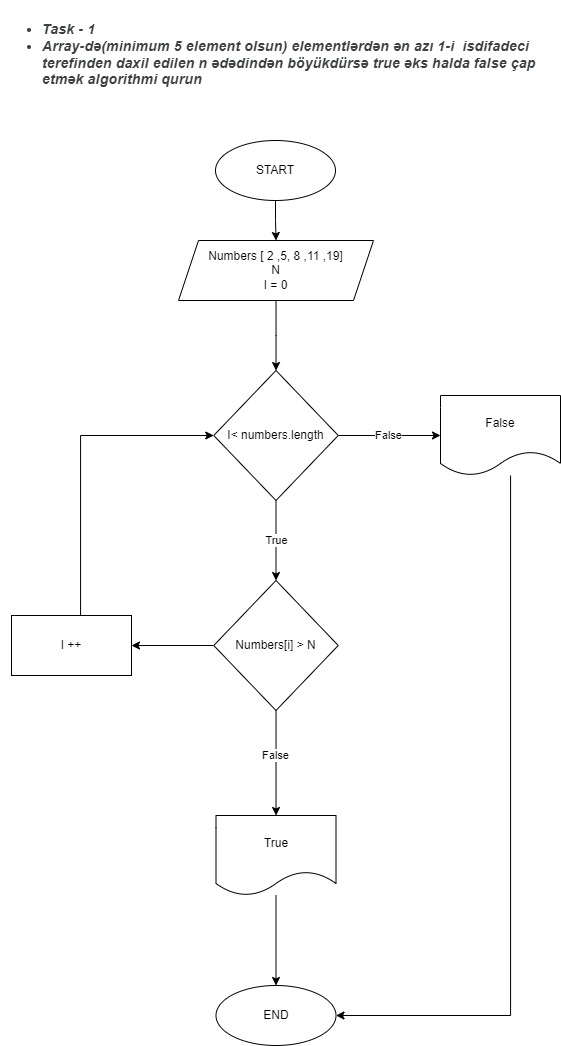 Task - 1
Array-də(minimum 5 element olsun) elementlərdən ən azı 1-i isdifadeci
terefinden daxil edilen n ədədindən böyükdürsə true əks halda false çap
etmək algorithmi qurun
START
Numbers [ 2 ,5, 8 ,11 ,19]
N
I = 0
I< numbers.length
False
False
True
I ++
Numbers[i] > N
False
True
END